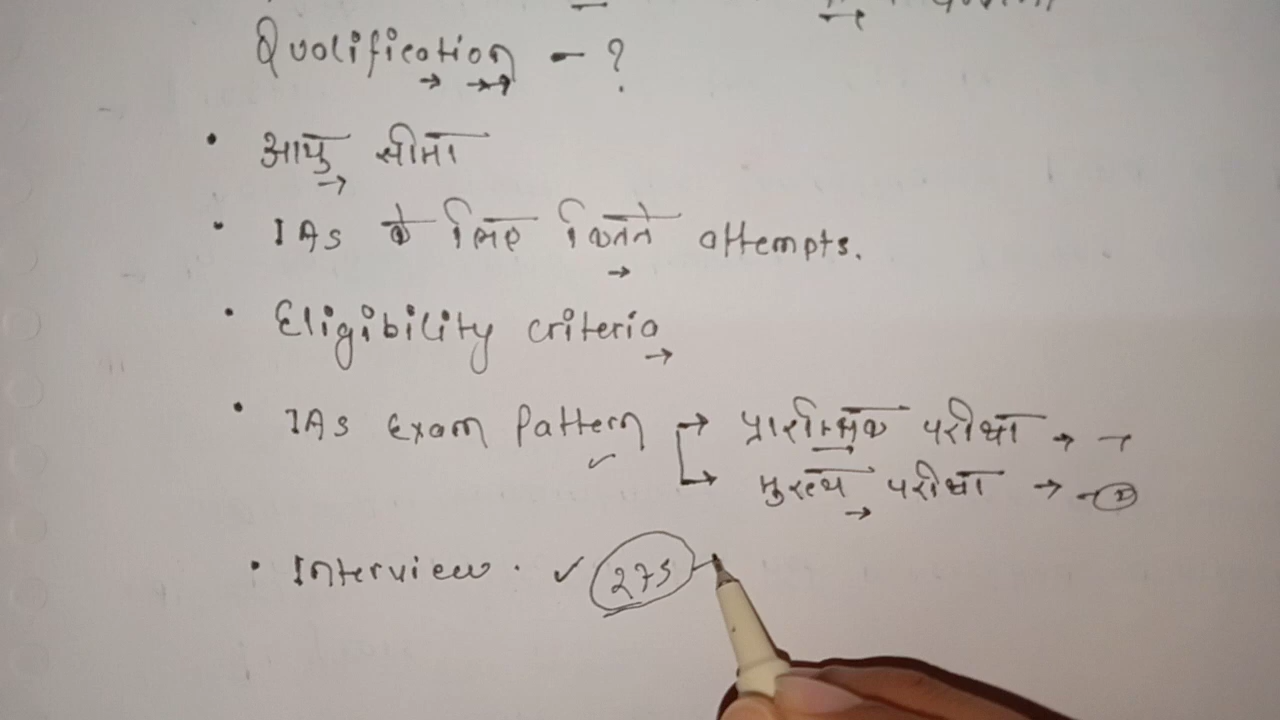 Qualification - ?
• आयु सीमा
• IAS के लिए कितने attempts.
• Eligibility criteria
• IAS Exam Pattern → प्रारम्भिक परीक्षा →
→ मुख्य परीक्षा →
• Interview. ✓ 275